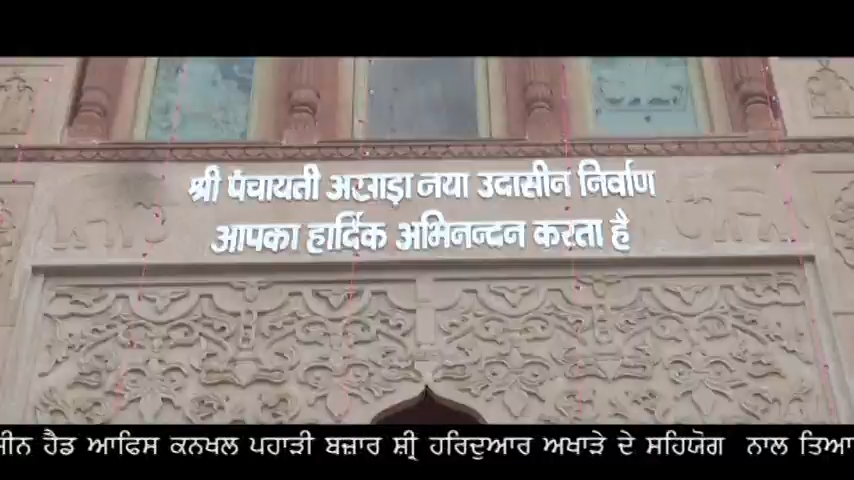 श्री पंचायती अखाड़ा नया उदासीन निर्वाण
आपका हार्दिक अभिनन्दन करता है
ਹੈਡ ਆਫਿਸ ਕਨਖਲ ਪਹਾੜੀ ਬਜ਼ਾਰ ਸ਼੍ਰੀ ਹਰਿਦੁਆਰ ਅਖਾੜੇ ਦੇ ਸਹਿਯੋਗ ਨਾਲ